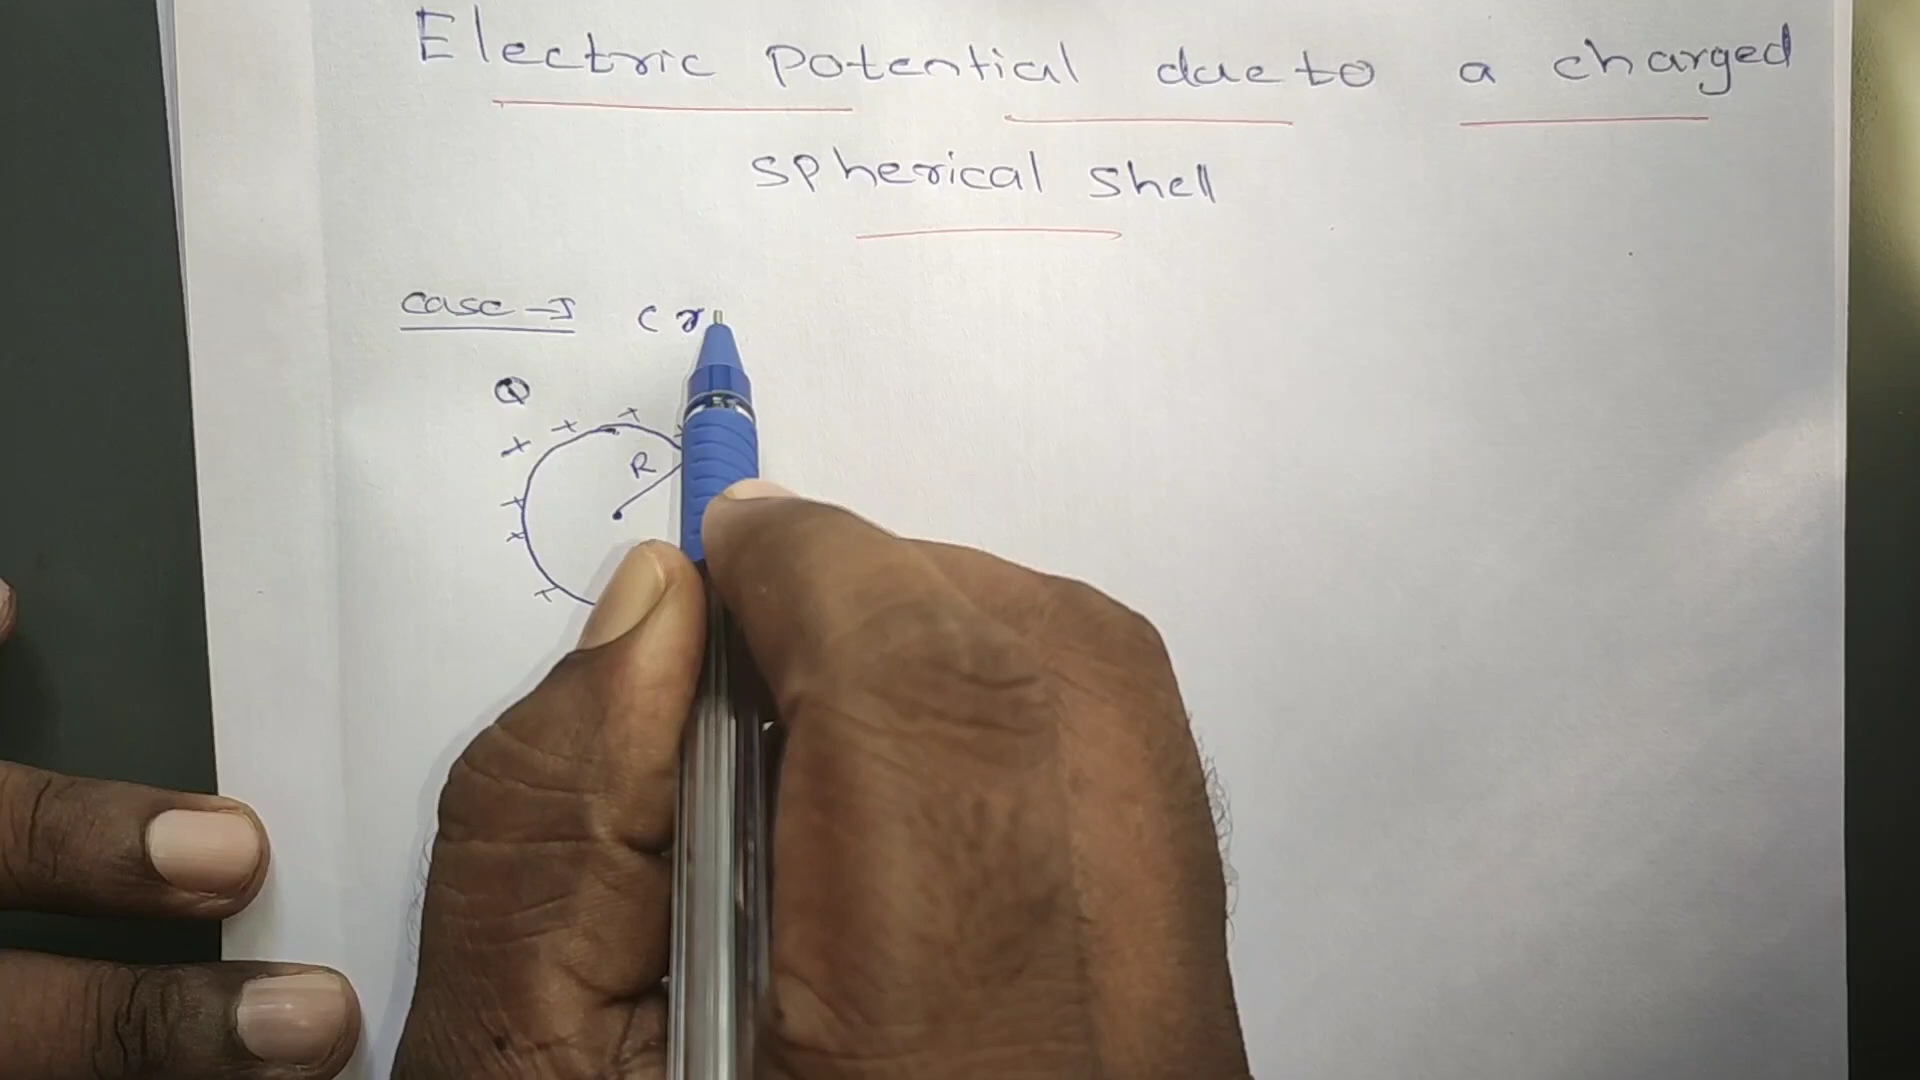 Electric potential due to a charged
spherical shell
case-I (r
Q
R